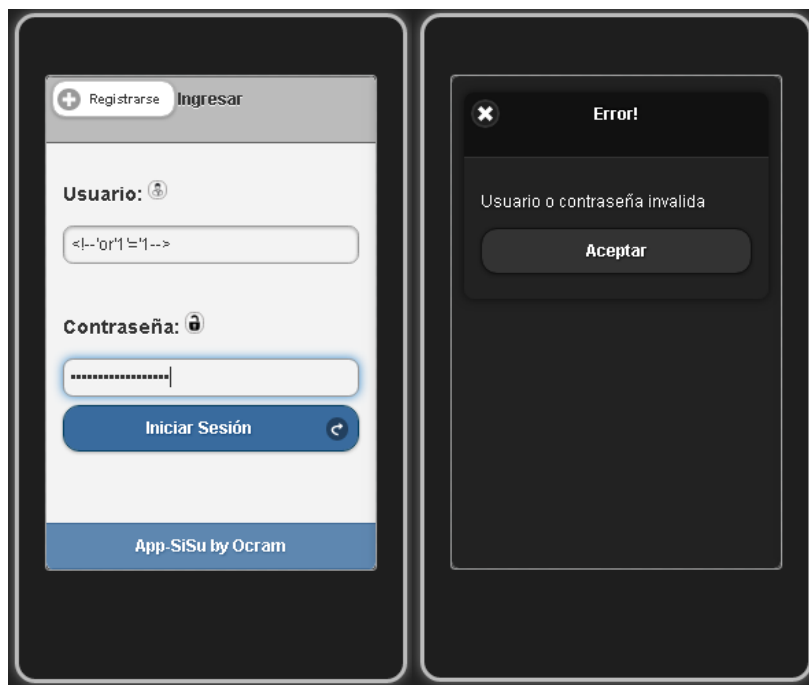 Registrarse Ingresar
Usuario:
<!--'or'1'='1-->
Contraseña:
••••••••••••••••••
Iniciar Sesión
App-SiSu by Ocram
Error!
Usuario o contraseña invalida
Aceptar